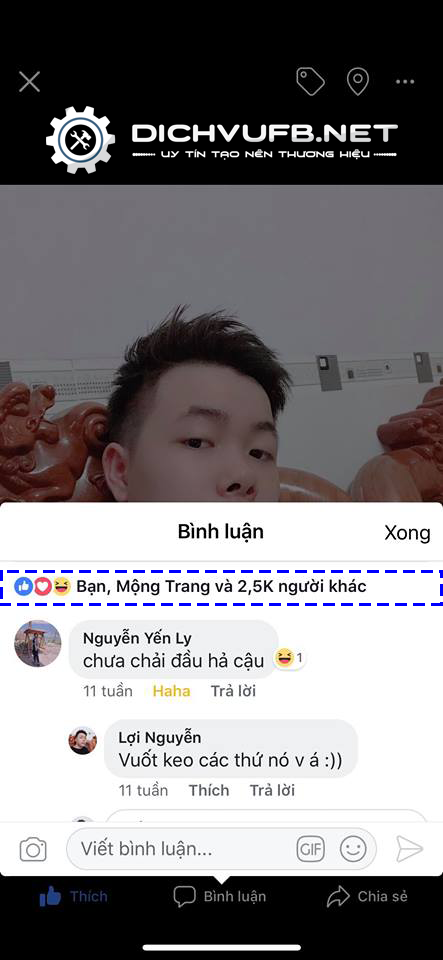 DICHVUFB.NET
UY TÍN TẠO NÊN THƯƠNG HIỆU
Bình luận
Xong
Bạn, Mộng Trang và 2,5K người khác
Nguyễn Yến Ly
chưa chải đầu hả cậu
1
11 tuần Haha Trả lời
Lợi Nguyễn
Vuốt keo các thứ nó v á :))
11 tuần Thích Trả lời
Viết bình luận...
GIF
Thích
Bình luận
Chia sẻ